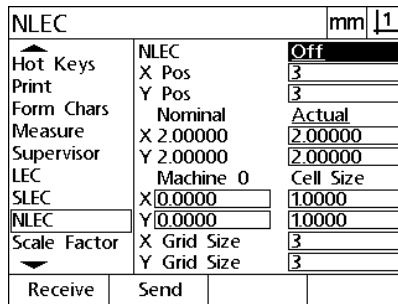 NLEC mm 1
Hot Keys
Print
Form Chars
Measure
Supervisor
LEC
SLEC
NLEC
Scale Factor
NLEC Off
X Pos 3
Y Pos 3
Nominal Actual
X 2.00000 2.00000
Y 2.00000 2.00000
Machine 0 Cell Size
X 0.0000 1.0000
Y 0.0000 1.0000
X Grid Size 3
Y Grid Size 3
Receive Send